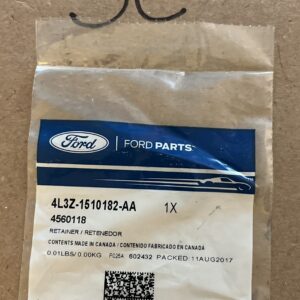 Ford FORD PARTS
4L3Z-1510182-AA 1X
4560118
RETAINER / RETENEDOR
CONTENTS MADE IN CANADA / CONTENIDO FABRICADO EN CANADA
0.01LBS/ 0.00KG P025A 602432 PACKED:11AUG2017